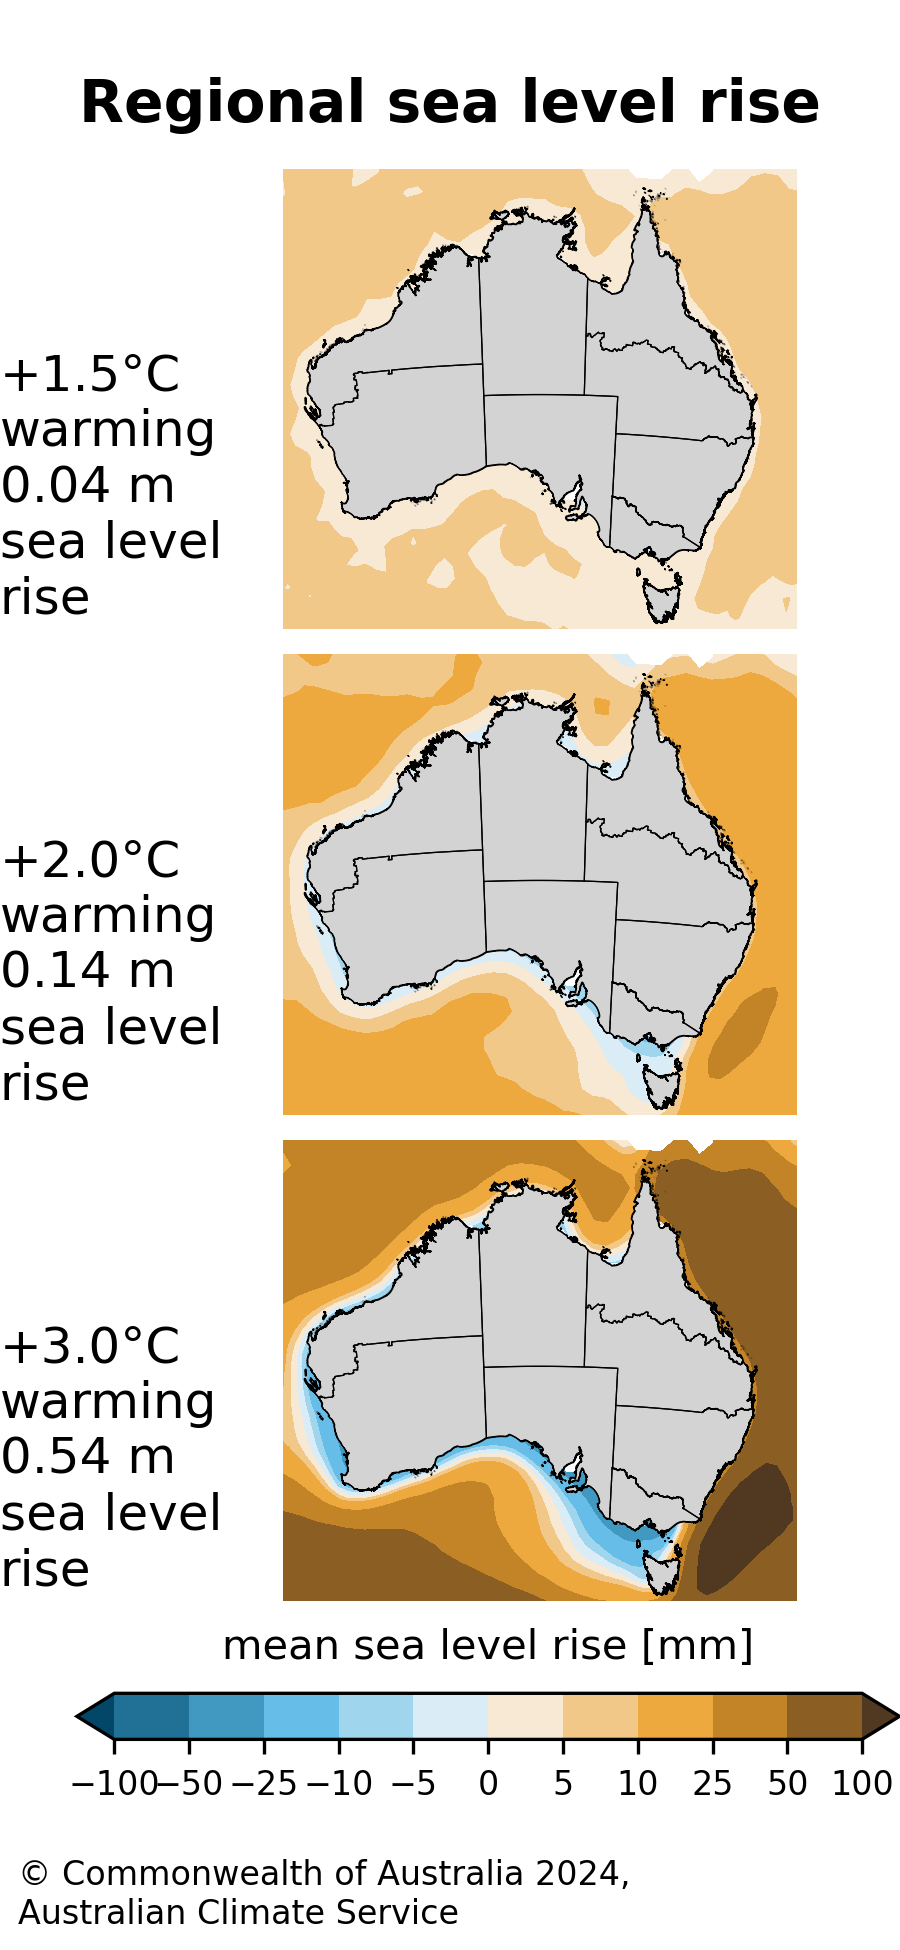 Regional sea level rise
+1.5°C
warming
0.04 m
sea level
rise
+2.0°C
warming
0.14 m
sea level
rise
+3.0°C
warming
0.54 m
sea level
rise
mean sea level rise [mm]
−100 −50 −25 −10 −5 0 5 10 25 50 100
© Commonwealth of Australia 2024,
Australian Climate Service